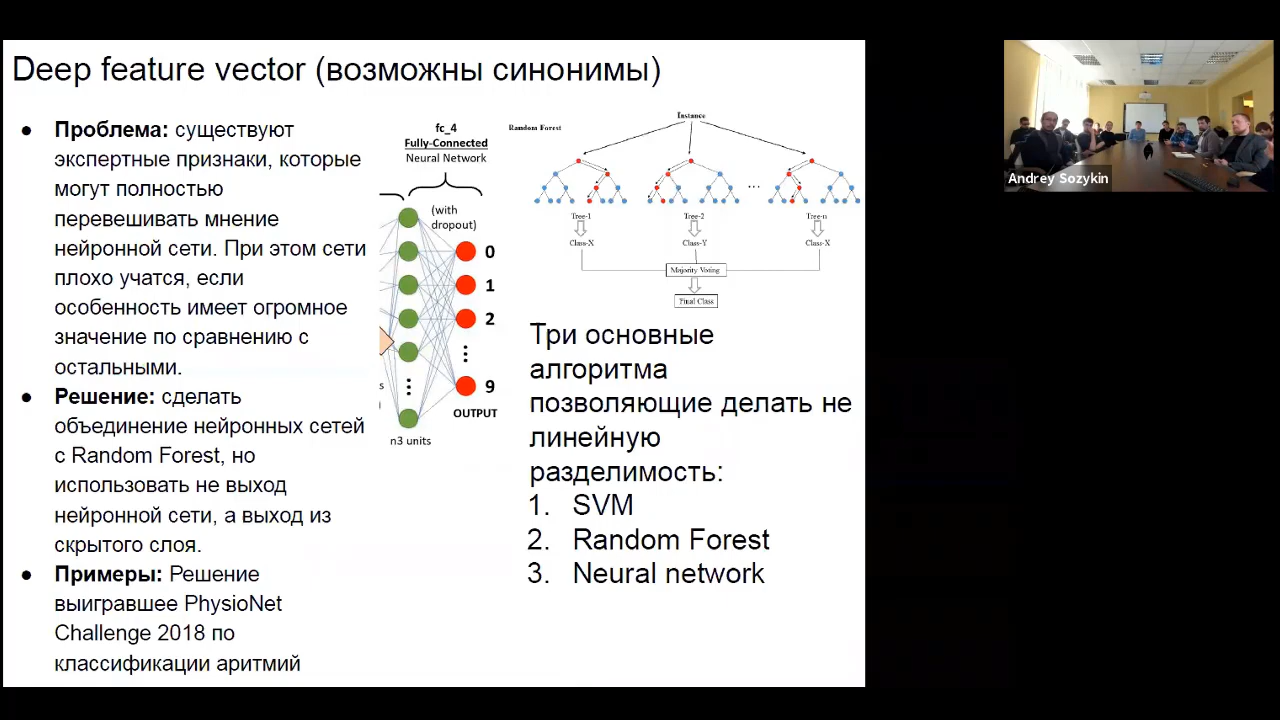 Deep feature vector (возможны синонимы)
● Проблема: существуют
экспертные признаки, которые
могут полностью
перевешивать мнение
нейронной сети. При этом сети
плохо учатся, если
особенность имеет огромное
значение по сравнению с
остальными.
● Решение: сделать
объединение нейронных сетей
с Random Forest, но
использовать не выход
нейронной сети, а выход из
скрытого слоя.
● Примеры: Решение
выигравшее PhysioNet
Challenge 2018 по
классификации аритмий
fc_4
Fully-Connected
Neural Network
(with
dropout)
0
1
2
9
OUTPUT
n3 units
Random Forest
Instance
Tree-1
Tree-2
Tree-n
Class-X
Class-Y
Class-X
Majority Voting
Final Class
Три основные
алгоритма
позволяющие делать не
линейную
разделимость:
1. SVM
2. Random Forest
3. Neural network
Andrey Sozykin